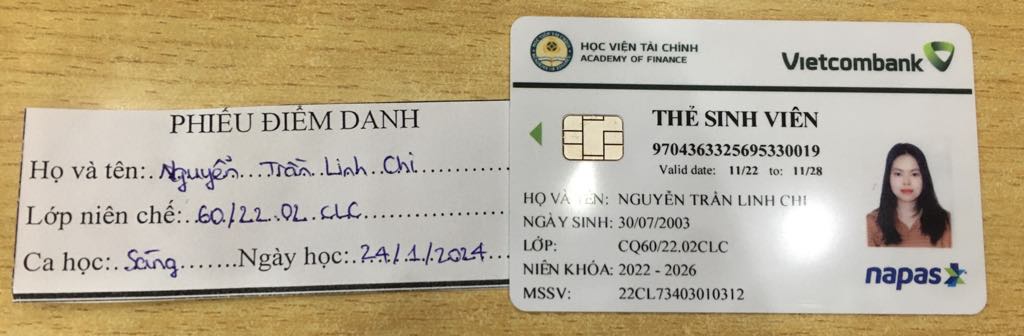 PHIẾU ĐIỂM DANH
Họ và tên:..Nguyễn...Trần..Linh..Chi..........
Lớp niên chế:..60/22.02.CLC..................
Ca học:..Sáng.......Ngày học:.24/1/2024....
HỌC VIỆN TÀI CHÍNH
ACADEMY OF FINANCE
Vietcombank
THẺ SINH VIÊN
9704363325695330019
Valid date: 11/22 to: 11/28
HỌ VÀ TÊN: NGUYỄN TRẦN LINH CHI
NGÀY SINH: 30/07/2003
LỚP: CQ60/22.02CLC
NIÊN KHÓA: 2022 - 2026
MSSV: 22CL73403010312
napas